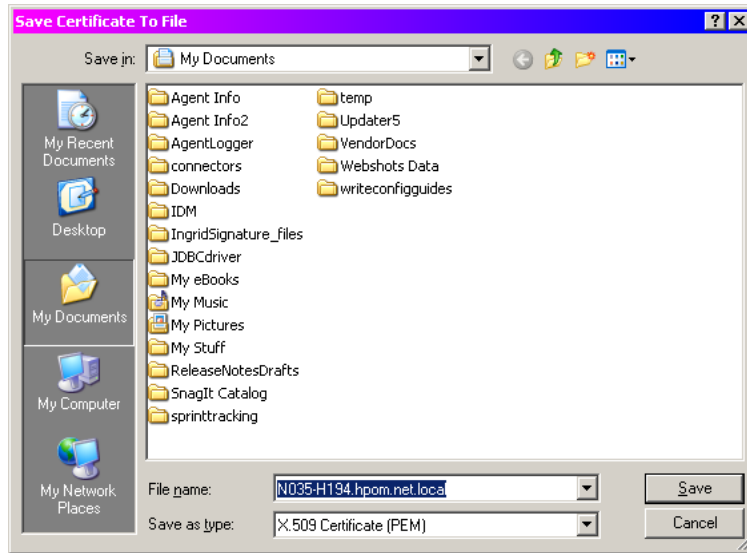 Save Certificate To File
Save in: My Documents
My Recent
Documents
Desktop
My Documents
My Computer
My Network
Places
Agent Info
Agent Info2
AgentLogger
connectors
Downloads
IDM
IngridSignature_files
JDBCdriver
My eBooks
My Music
My Pictures
My Stuff
ReleaseNotesDrafts
SnagIt Catalog
sprinttracking
temp
Updater5
VendorDocs
Webshots Data
writeconfigguides
File name: N035-H194.hpom.net.local Save
Save as type: X.509 Certificate (PEM) Cancel